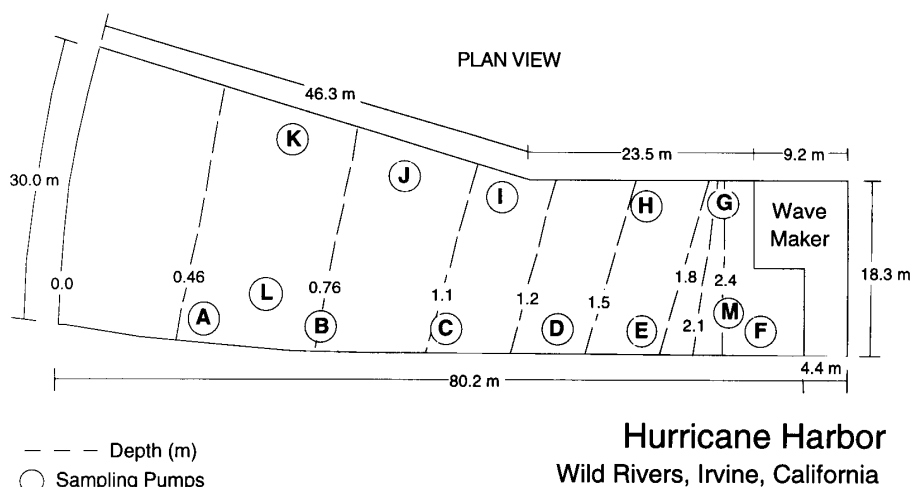 PLAN VIEW
46.3 m
23.5 m
9.2 m
30.0 m
K
J
I
H
G
Wave
Maker
18.3 m
0.0
0.46
L
0.76
1.1
1.2
1.5
1.8
2.4
2.1
A
B
C
D
E
M
F
80.2 m
4.4 m
Hurricane Harbor
Wild Rivers, Irvine, California
Depth (m)
Sampling Pumps